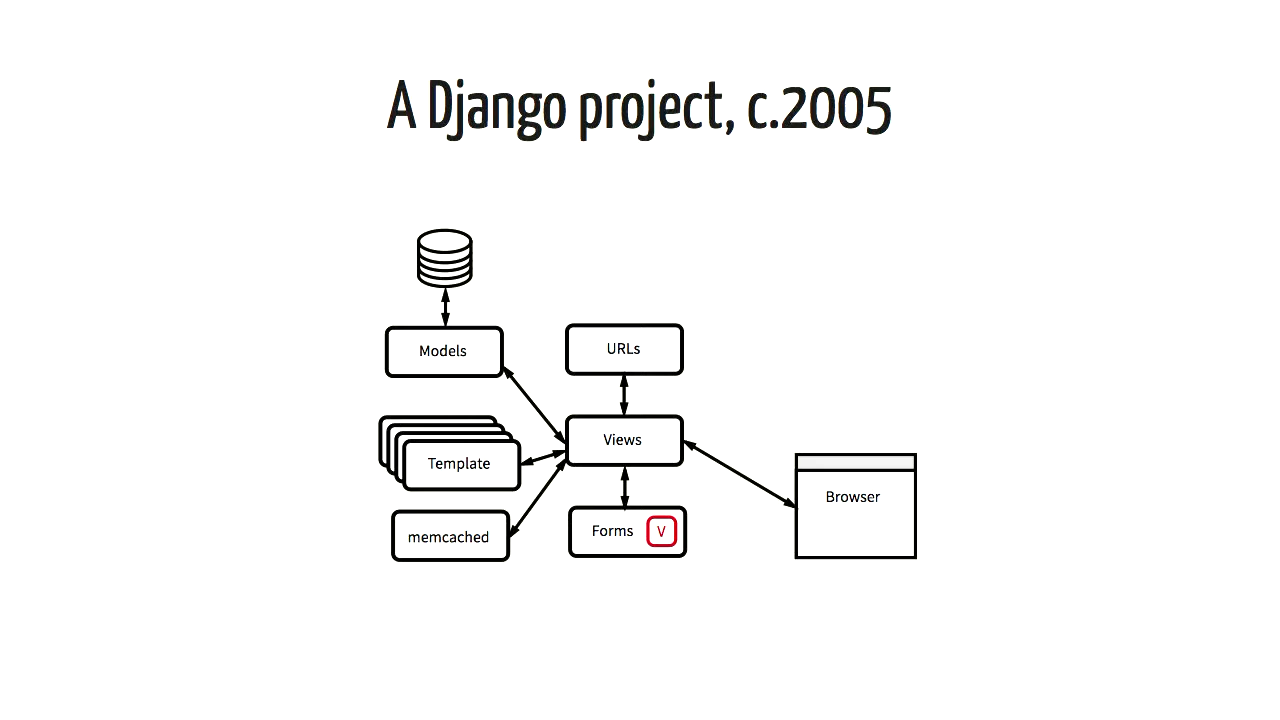 A Django project, c.2005
Models
URLs
Views
Template
Browser
memcached
Forms
V